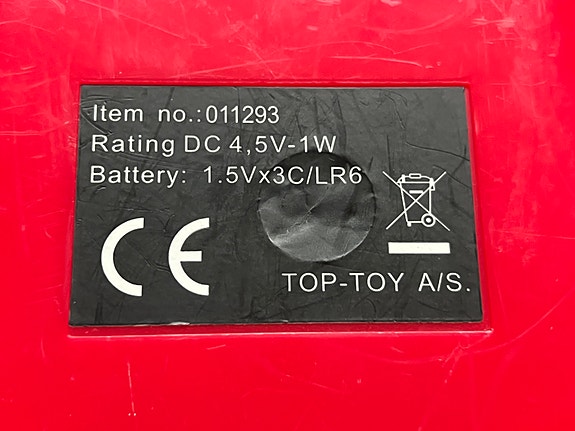 Item no.:011293
Rating DC 4,5V-1W
Battery: 1.5Vx3C/LR6
CE
TOP-TOY A/S.